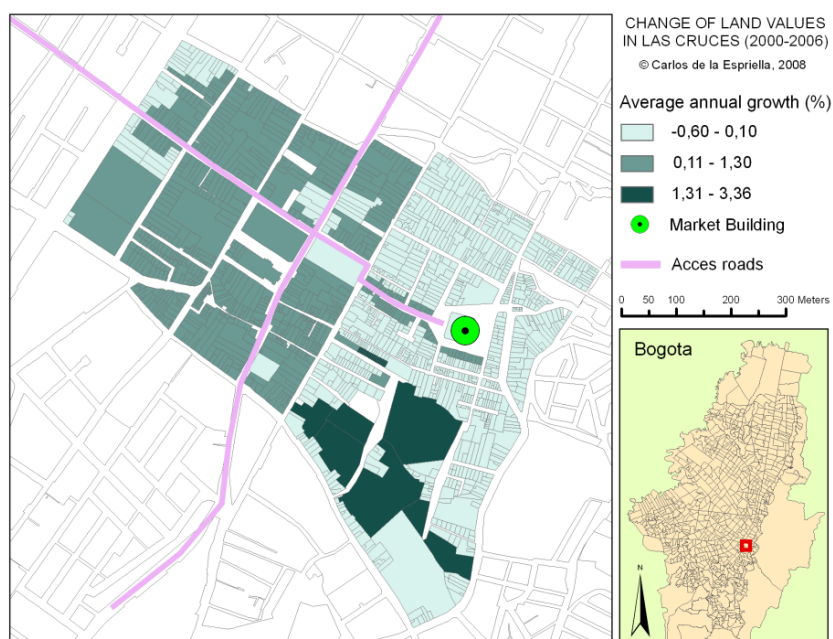 CHANGE OF LAND VALUES
IN LAS CRUCES (2000-2006)
© Carlos de la Espriella, 2008
Average annual growth (%)
-0,60 - 0,10
0,11 - 1,30
1,31 - 3,36
Market Building
Acces roads
0 50 100 200 300 Meters
Bogota
N